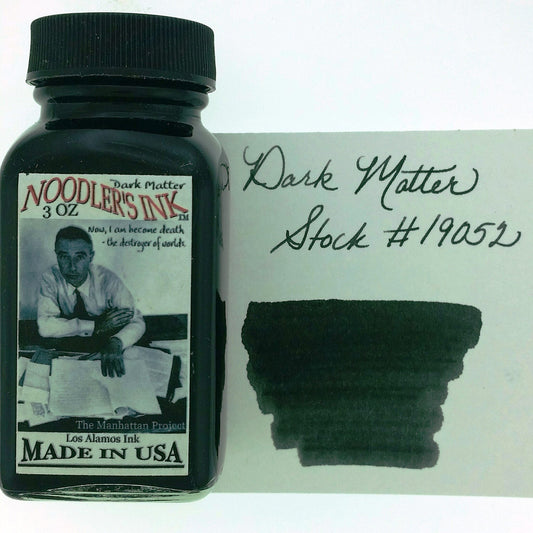 Dark Matter
NOODLER'S INK™
3 OZ
Now, I am become death
- the destroyer of worlds.
The Manhattan Project
Los Alamos Ink
MADE IN USA
Dark Matter
Stock #19052